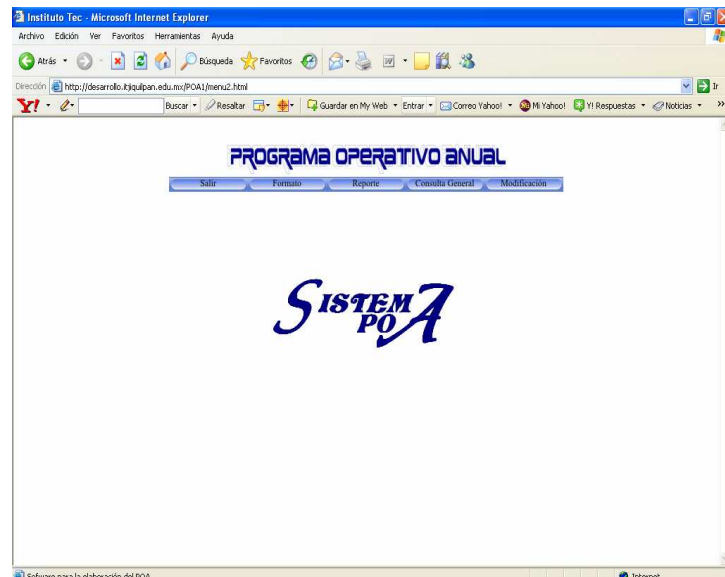 Instituto Tec - Microsoft Internet Explorer
Archivo Edición Ver Favoritos Herramientas Ayuda
Atrás Búsqueda Favoritos
Dirección http://desarrollo.itjiquilpan.edu.mx/POA1/menu2.html Ir
Y! Buscar Resaltar Guardar en My Web Entrar Correo Yahoo! Mi Yahoo! Y! Respuestas Noticias »
PROGRAMA OPERATIVO ANUAL
Salir Formato Reporte Consulta General Modificación
SISTEMA
POA
Sofware para la elaboración del POA Internet